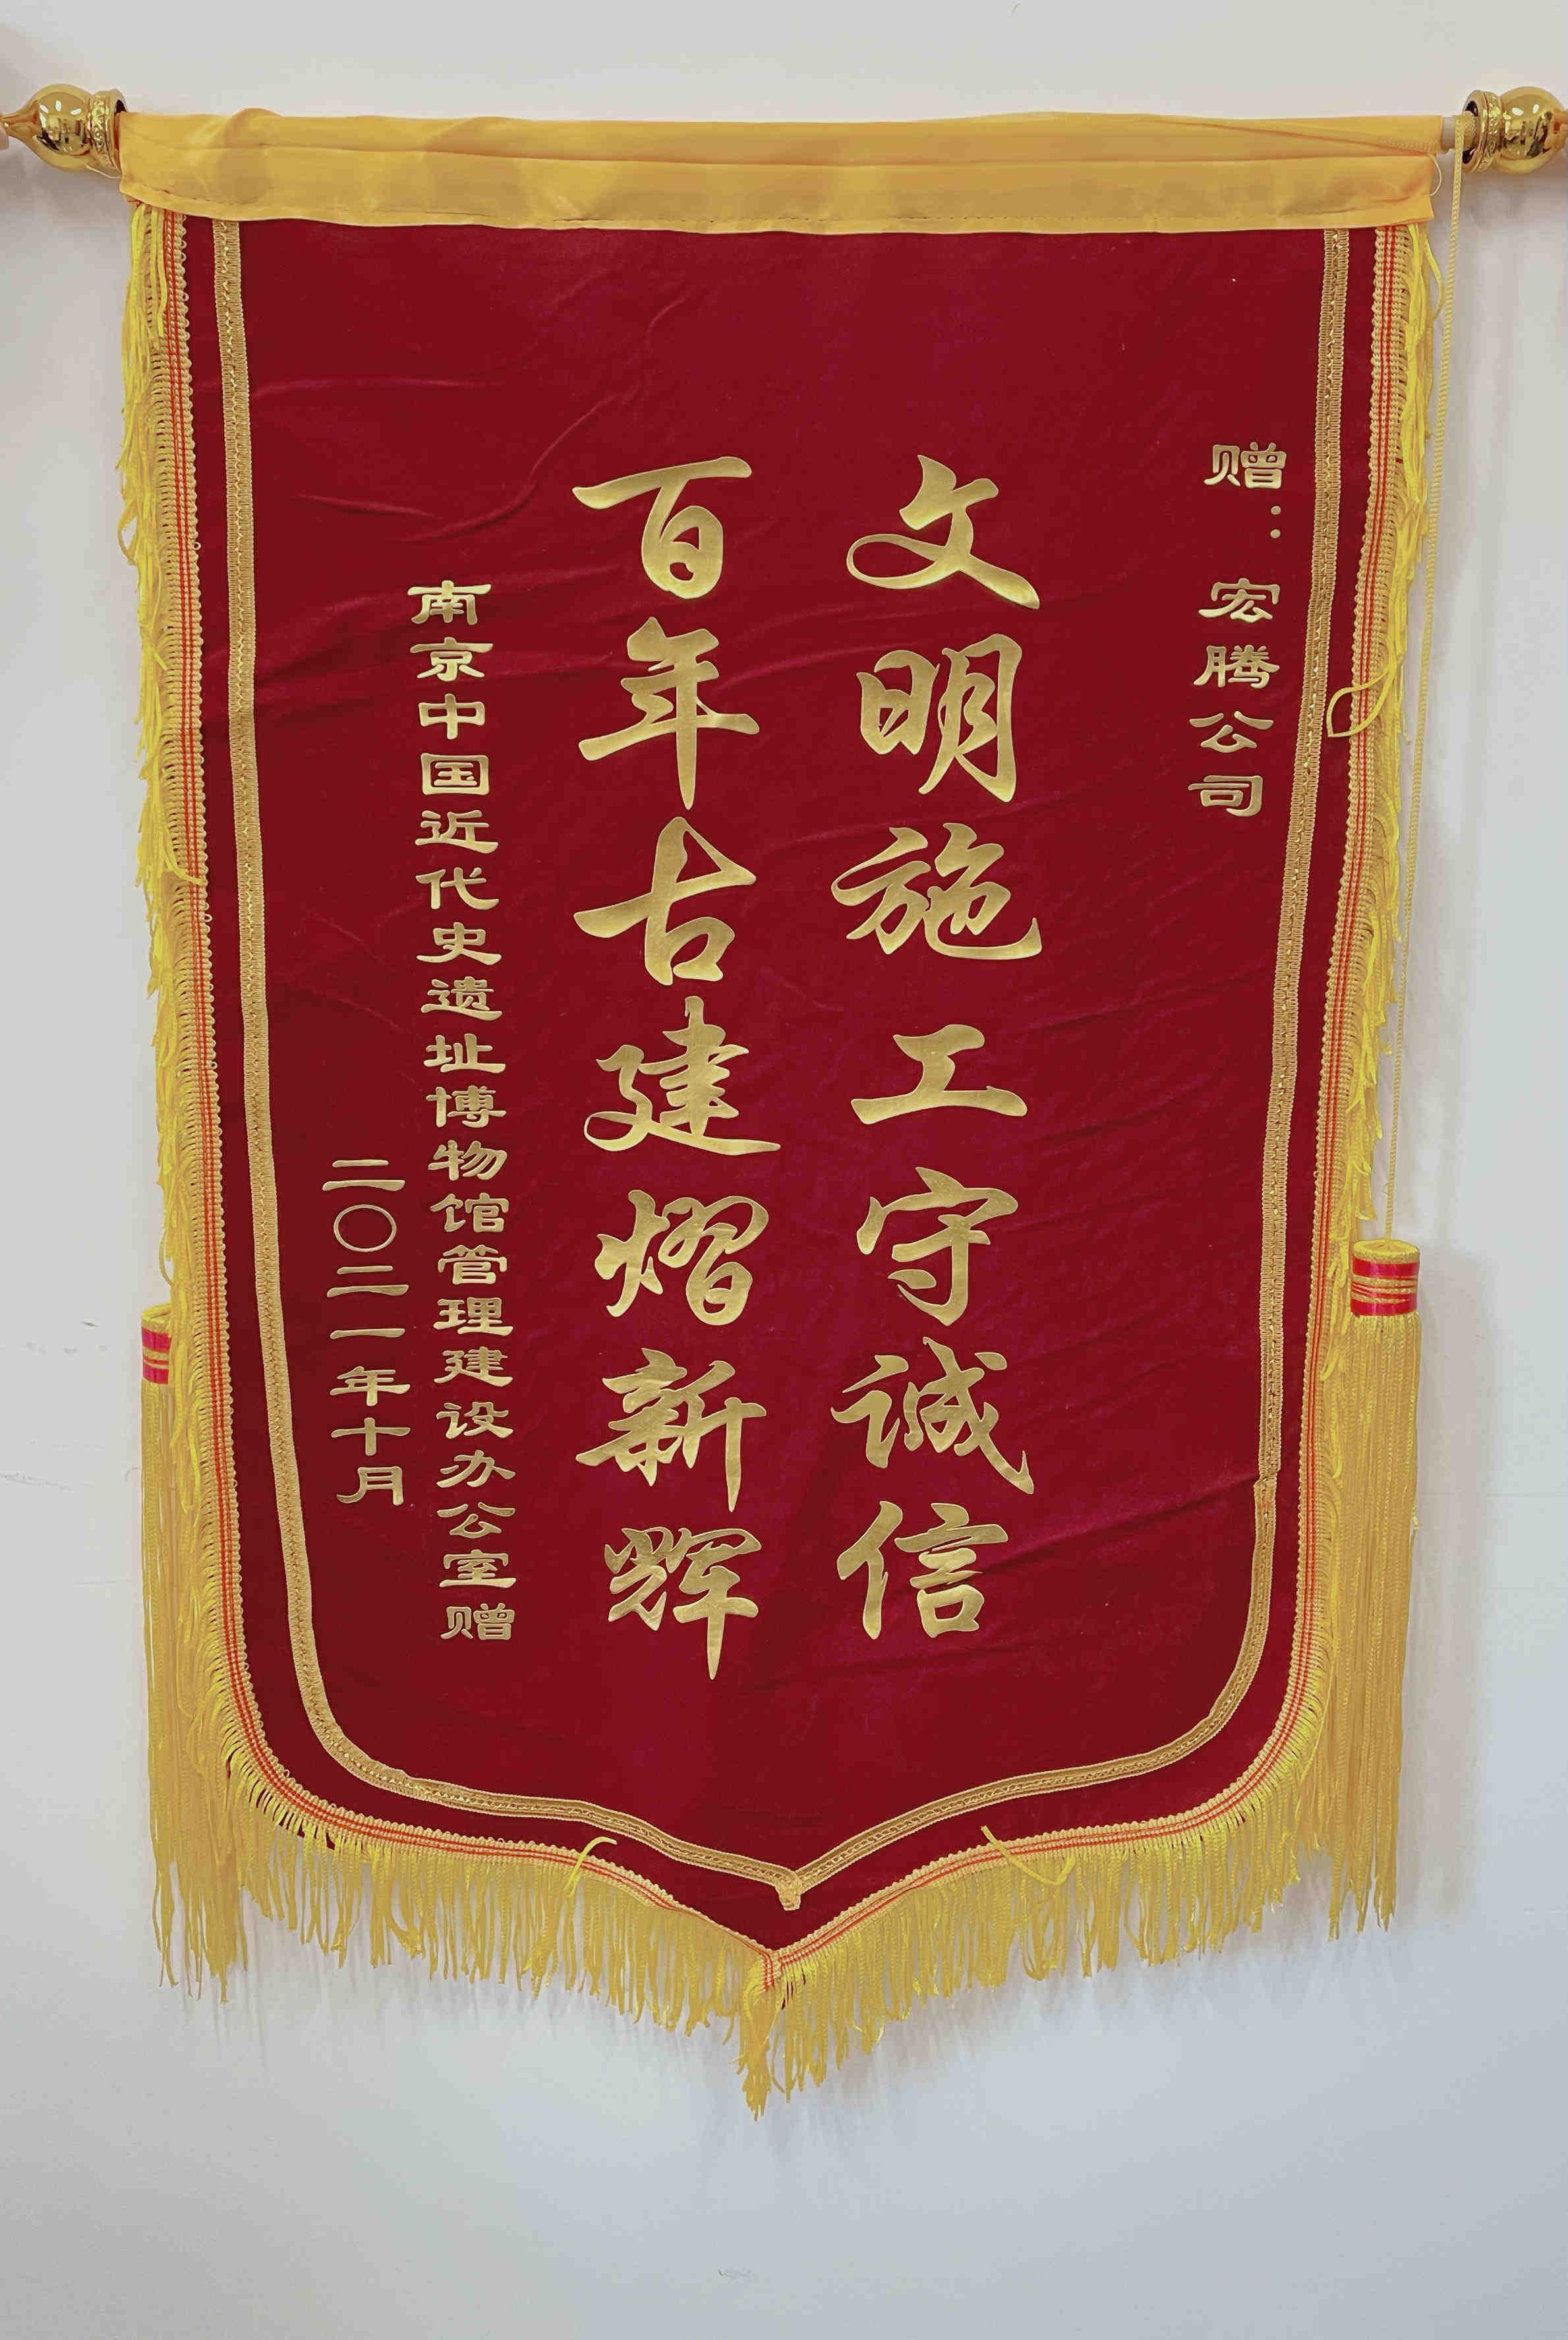 赠：宏腾公司
文明施工守诚信
百年古建熠新辉
南京中国近代史遗址博物馆管理建设办公室赠
二〇二一年十月